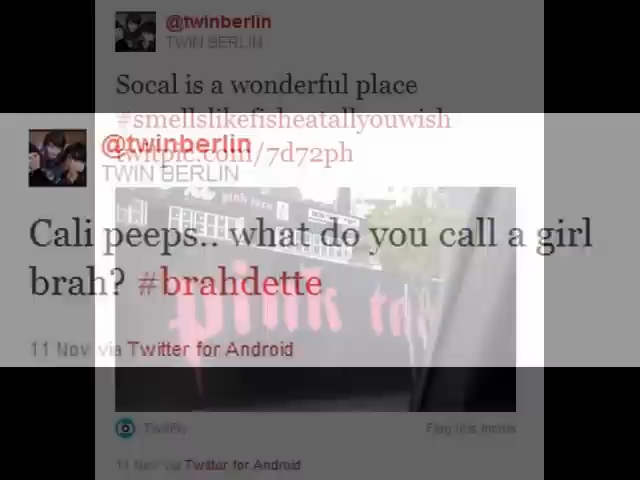 @twinberlin
TWIN BERLIN
Socal is a wonderful place
#smellslikefisheatallyouwish
twitpic.com/7d72ph
@twinberlin
TWIN BERLIN
pink taco
Cali peeps.. what do you call a girl
brah? #brahdette
pink tac
11 Nov via Twitter for Android
TwitPic
Flag this media
11 Nov via Twitter for Android